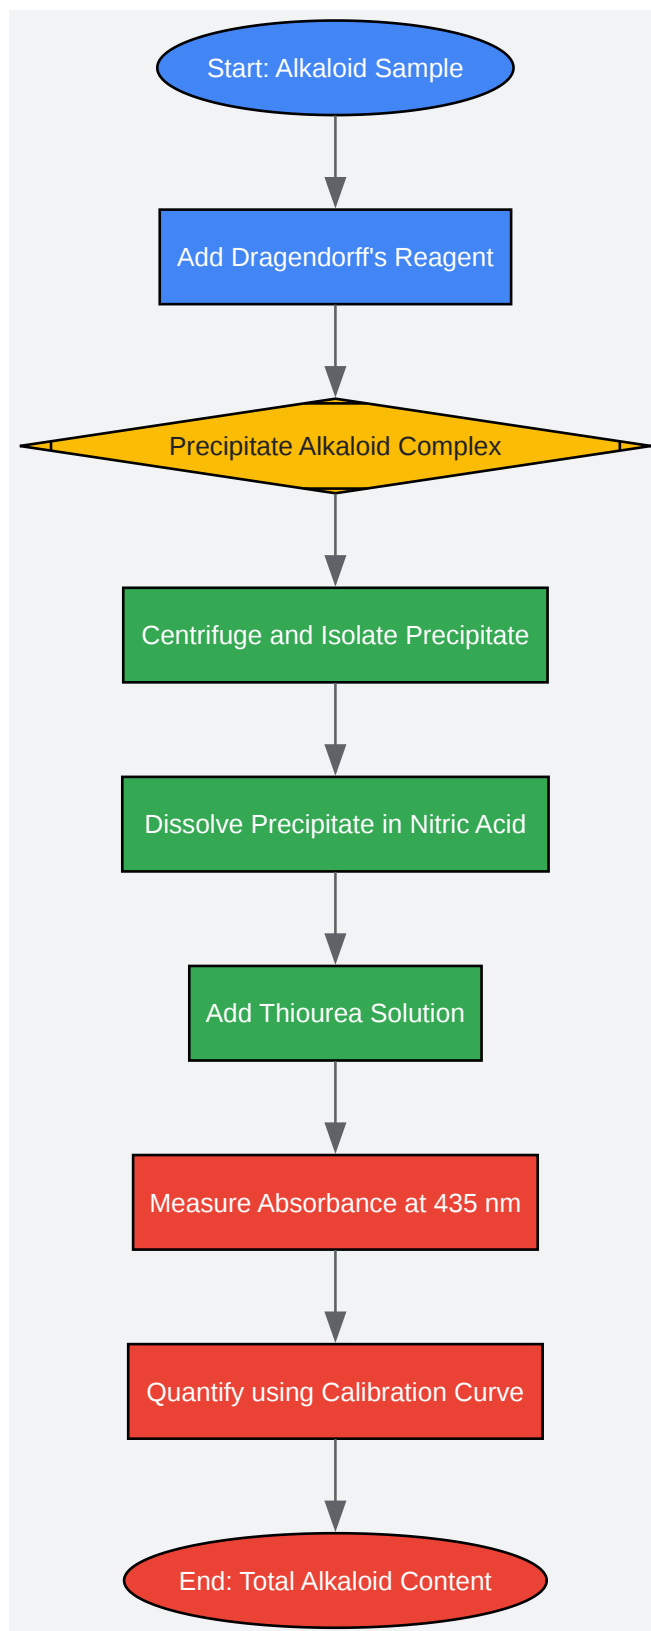 Start: Alkaloid Sample
Add Dragendorff's Reagent
Precipitate Alkaloid Complex
Centrifuge and Isolate Precipitate
Dissolve Precipitate in Nitric Acid
Add Thiourea Solution
Measure Absorbance at 435 nm
Quantify using Calibration Curve
End: Total Alkaloid Content